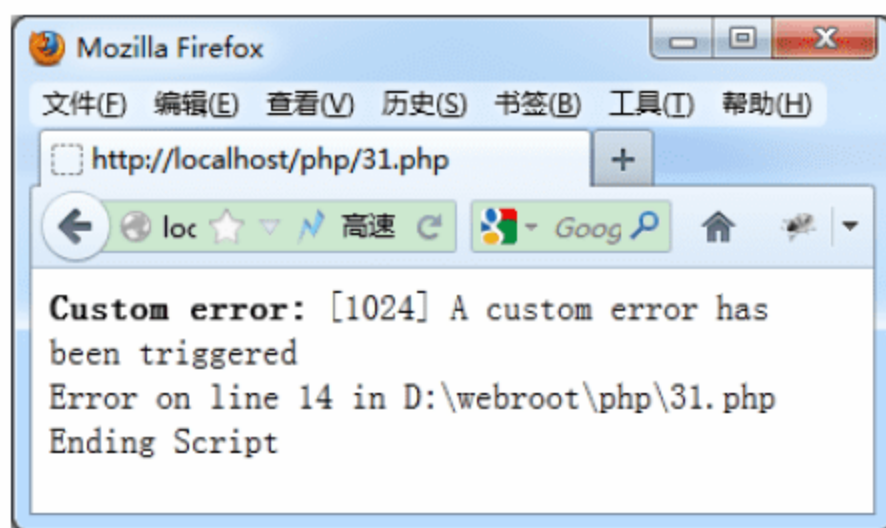 Mozilla Firefox
文件(F) 编辑(E) 查看(V) 历史(S) 书签(B) 工具(T) 帮助(H)
http://localhost/php/31.php
loc 高速 Goog
Custom error: [1024] A custom error has
been triggered
Error on line 14 in D:\webroot\php\31.php
Ending Script